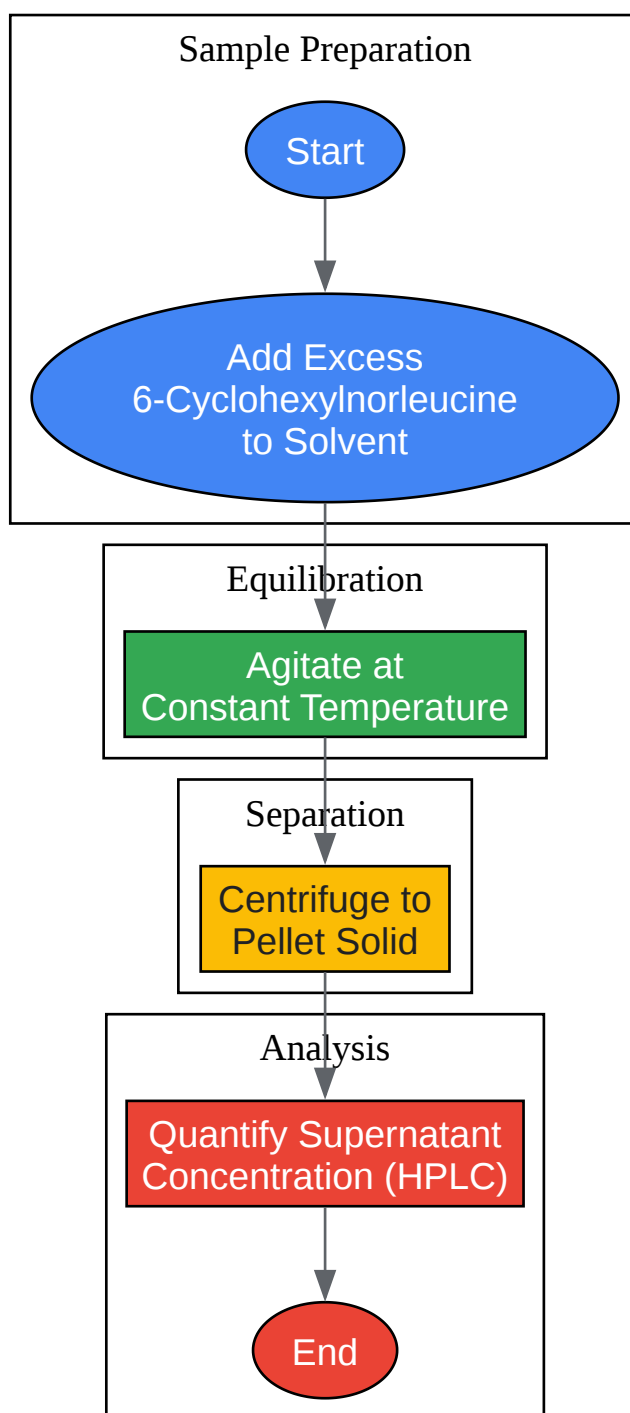 Sample Preparation
Start
Add Excess
6-Cyclohexylnorleucine
to Solvent
Equilibration
Agitate at
Constant Temperature
Separation
Centrifuge to
Pellet Solid
Analysis
Quantify Supernatant
Concentration (HPLC)
End